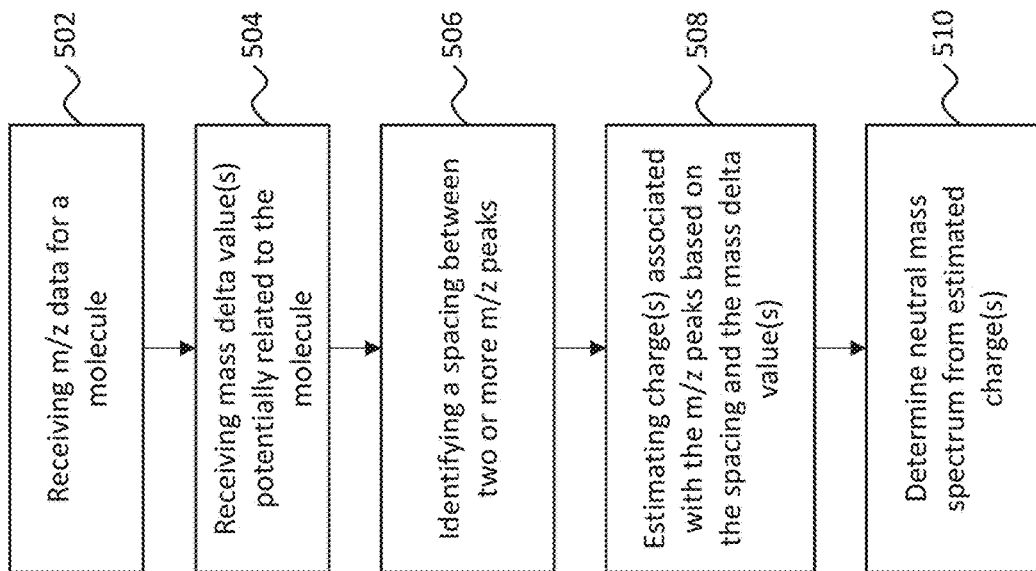 Receiving m/z data for a
molecule
502
Receiving mass delta value(s)
potentially related to the
molecule
504
Identifying a spacing between
two or more m/z peaks
506
Estimating charge(s) associated
with the m/z peaks based on
the spacing and the mass delta
value(s)
508
Determine neutral mass
spectrum from estimated
charge(s)
510